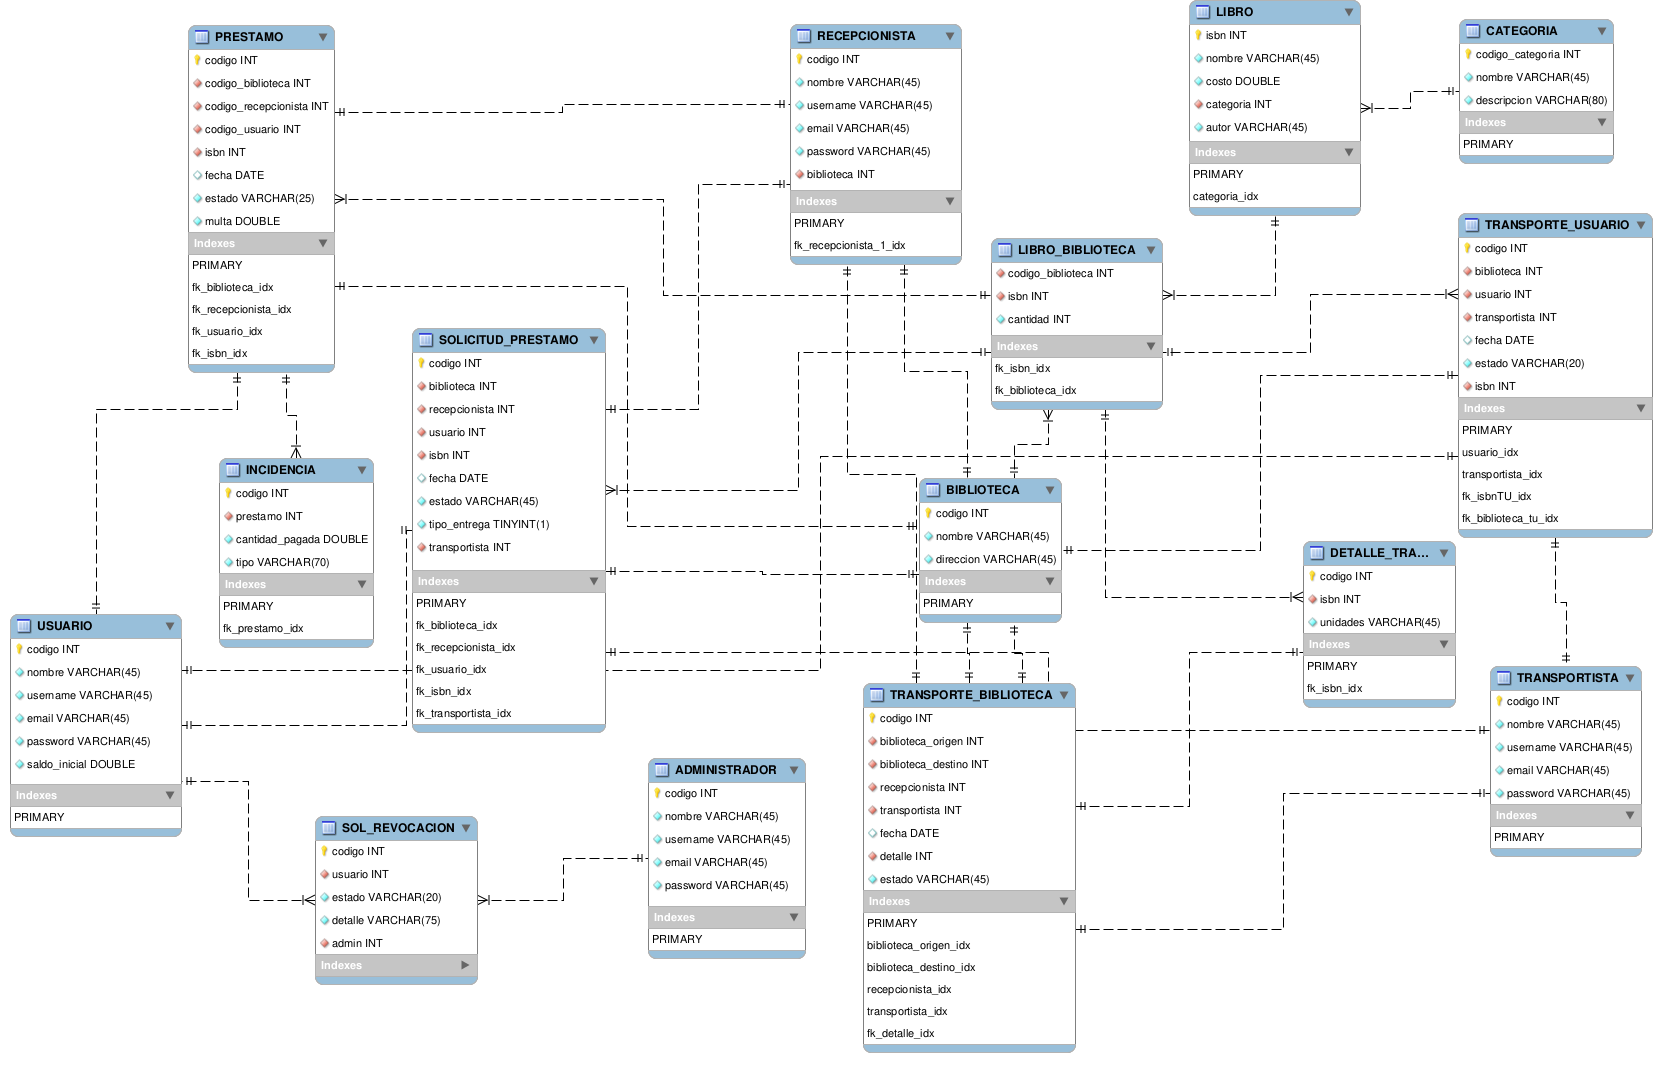 PRESTAMO
codigo INT
codigo_biblioteca INT
codigo_recepcionista INT
codigo_usuario INT
isbn INT
fecha DATE
estado VARCHAR(25)
multa DOUBLE
Indexes
PRIMARY
fk_biblioteca_idx
fk_recepcionista_idx
fk_usuario_idx
fk_isbn_idx
RECEPCIONISTA
codigo INT
nombre VARCHAR(45)
username VARCHAR(45)
email VARCHAR(45)
password VARCHAR(45)
biblioteca INT
Indexes
PRIMARY
fk_recepcionista_1_idx
LIBRO
isbn INT
nombre VARCHAR(45)
costo DOUBLE
categoria INT
autor VARCHAR(45)
Indexes
PRIMARY
categoria_idx
CATEGORIA
codigo_categoria INT
nombre VARCHAR(45)
descripcion VARCHAR(80)
Indexes
PRIMARY
LIBRO_BIBLIOTECA
codigo_biblioteca INT
isbn INT
cantidad INT
Indexes
fk_isbn_idx
fk_biblioteca_idx
TRANSPORTE_USUARIO
codigo INT
biblioteca INT
usuario INT
transportista INT
fecha DATE
estado VARCHAR(20)
isbn INT
Indexes
PRIMARY
usuario_idx
transportista_idx
fk_isbnTU_idx
fk_biblioteca_tu_idx
SOLICITUD_PRESTAMO
codigo INT
biblioteca INT
recepcionista INT
usuario INT
isbn INT
fecha DATE
estado VARCHAR(45)
tipo_entrega TINYINT(1)
transportista INT
Indexes
PRIMARY
fk_biblioteca_idx
fk_recepcionista_idx
fk_usuario_idx
fk_isbn_idx
fk_transportista_idx
INCIDENCIA
codigo INT
prestamo INT
cantidad_pagada DOUBLE
tipo VARCHAR(70)
Indexes
PRIMARY
fk_prestamo_idx
BIBLIOTECA
codigo INT
nombre VARCHAR(45)
direccion VARCHAR(45)
Indexes
PRIMARY
DETALLE_TRA...
codigo INT
isbn INT
unidades VARCHAR(45)
Indexes
PRIMARY
fk_isbn_idx
USUARIO
codigo INT
nombre VARCHAR(45)
username VARCHAR(45)
email VARCHAR(45)
password VARCHAR(45)
saldo_inicial DOUBLE
Indexes
PRIMARY
TRANSPORTE_BIBLIOTECA
codigo INT
biblioteca_origen INT
biblioteca_destino INT
recepcionista INT
transportista INT
fecha DATE
detalle INT
estado VARCHAR(45)
Indexes
PRIMARY
biblioteca_origen_idx
biblioteca_destino_idx
recepcionista_idx
transportista_idx
fk_detalle_idx
TRANSPORTISTA
codigo INT
nombre VARCHAR(45)
username VARCHAR(45)
email VARCHAR(45)
password VARCHAR(45)
Indexes
PRIMARY
ADMINISTRADOR
codigo INT
nombre VARCHAR(45)
username VARCHAR(45)
email VARCHAR(45)
password VARCHAR(45)
Indexes
PRIMARY
SOL_REVOCACION
codigo INT
usuario INT
estado VARCHAR(20)
detalle VARCHAR(75)
admin INT
Indexes